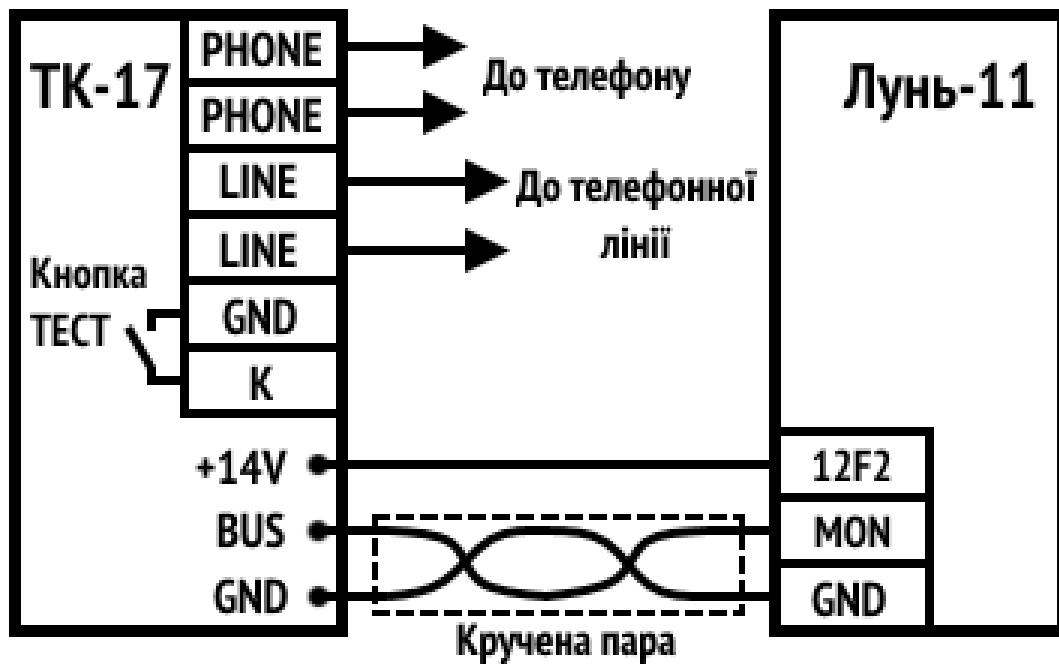 ТК-17
PHONE
PHONE
LINE
LINE
GND
К
До телефону
До телефонної
лінії
Кнопка
ТЕСТ
+14V
BUS
GND
Кручена пара
Лунь-11
12F2
MON
GND